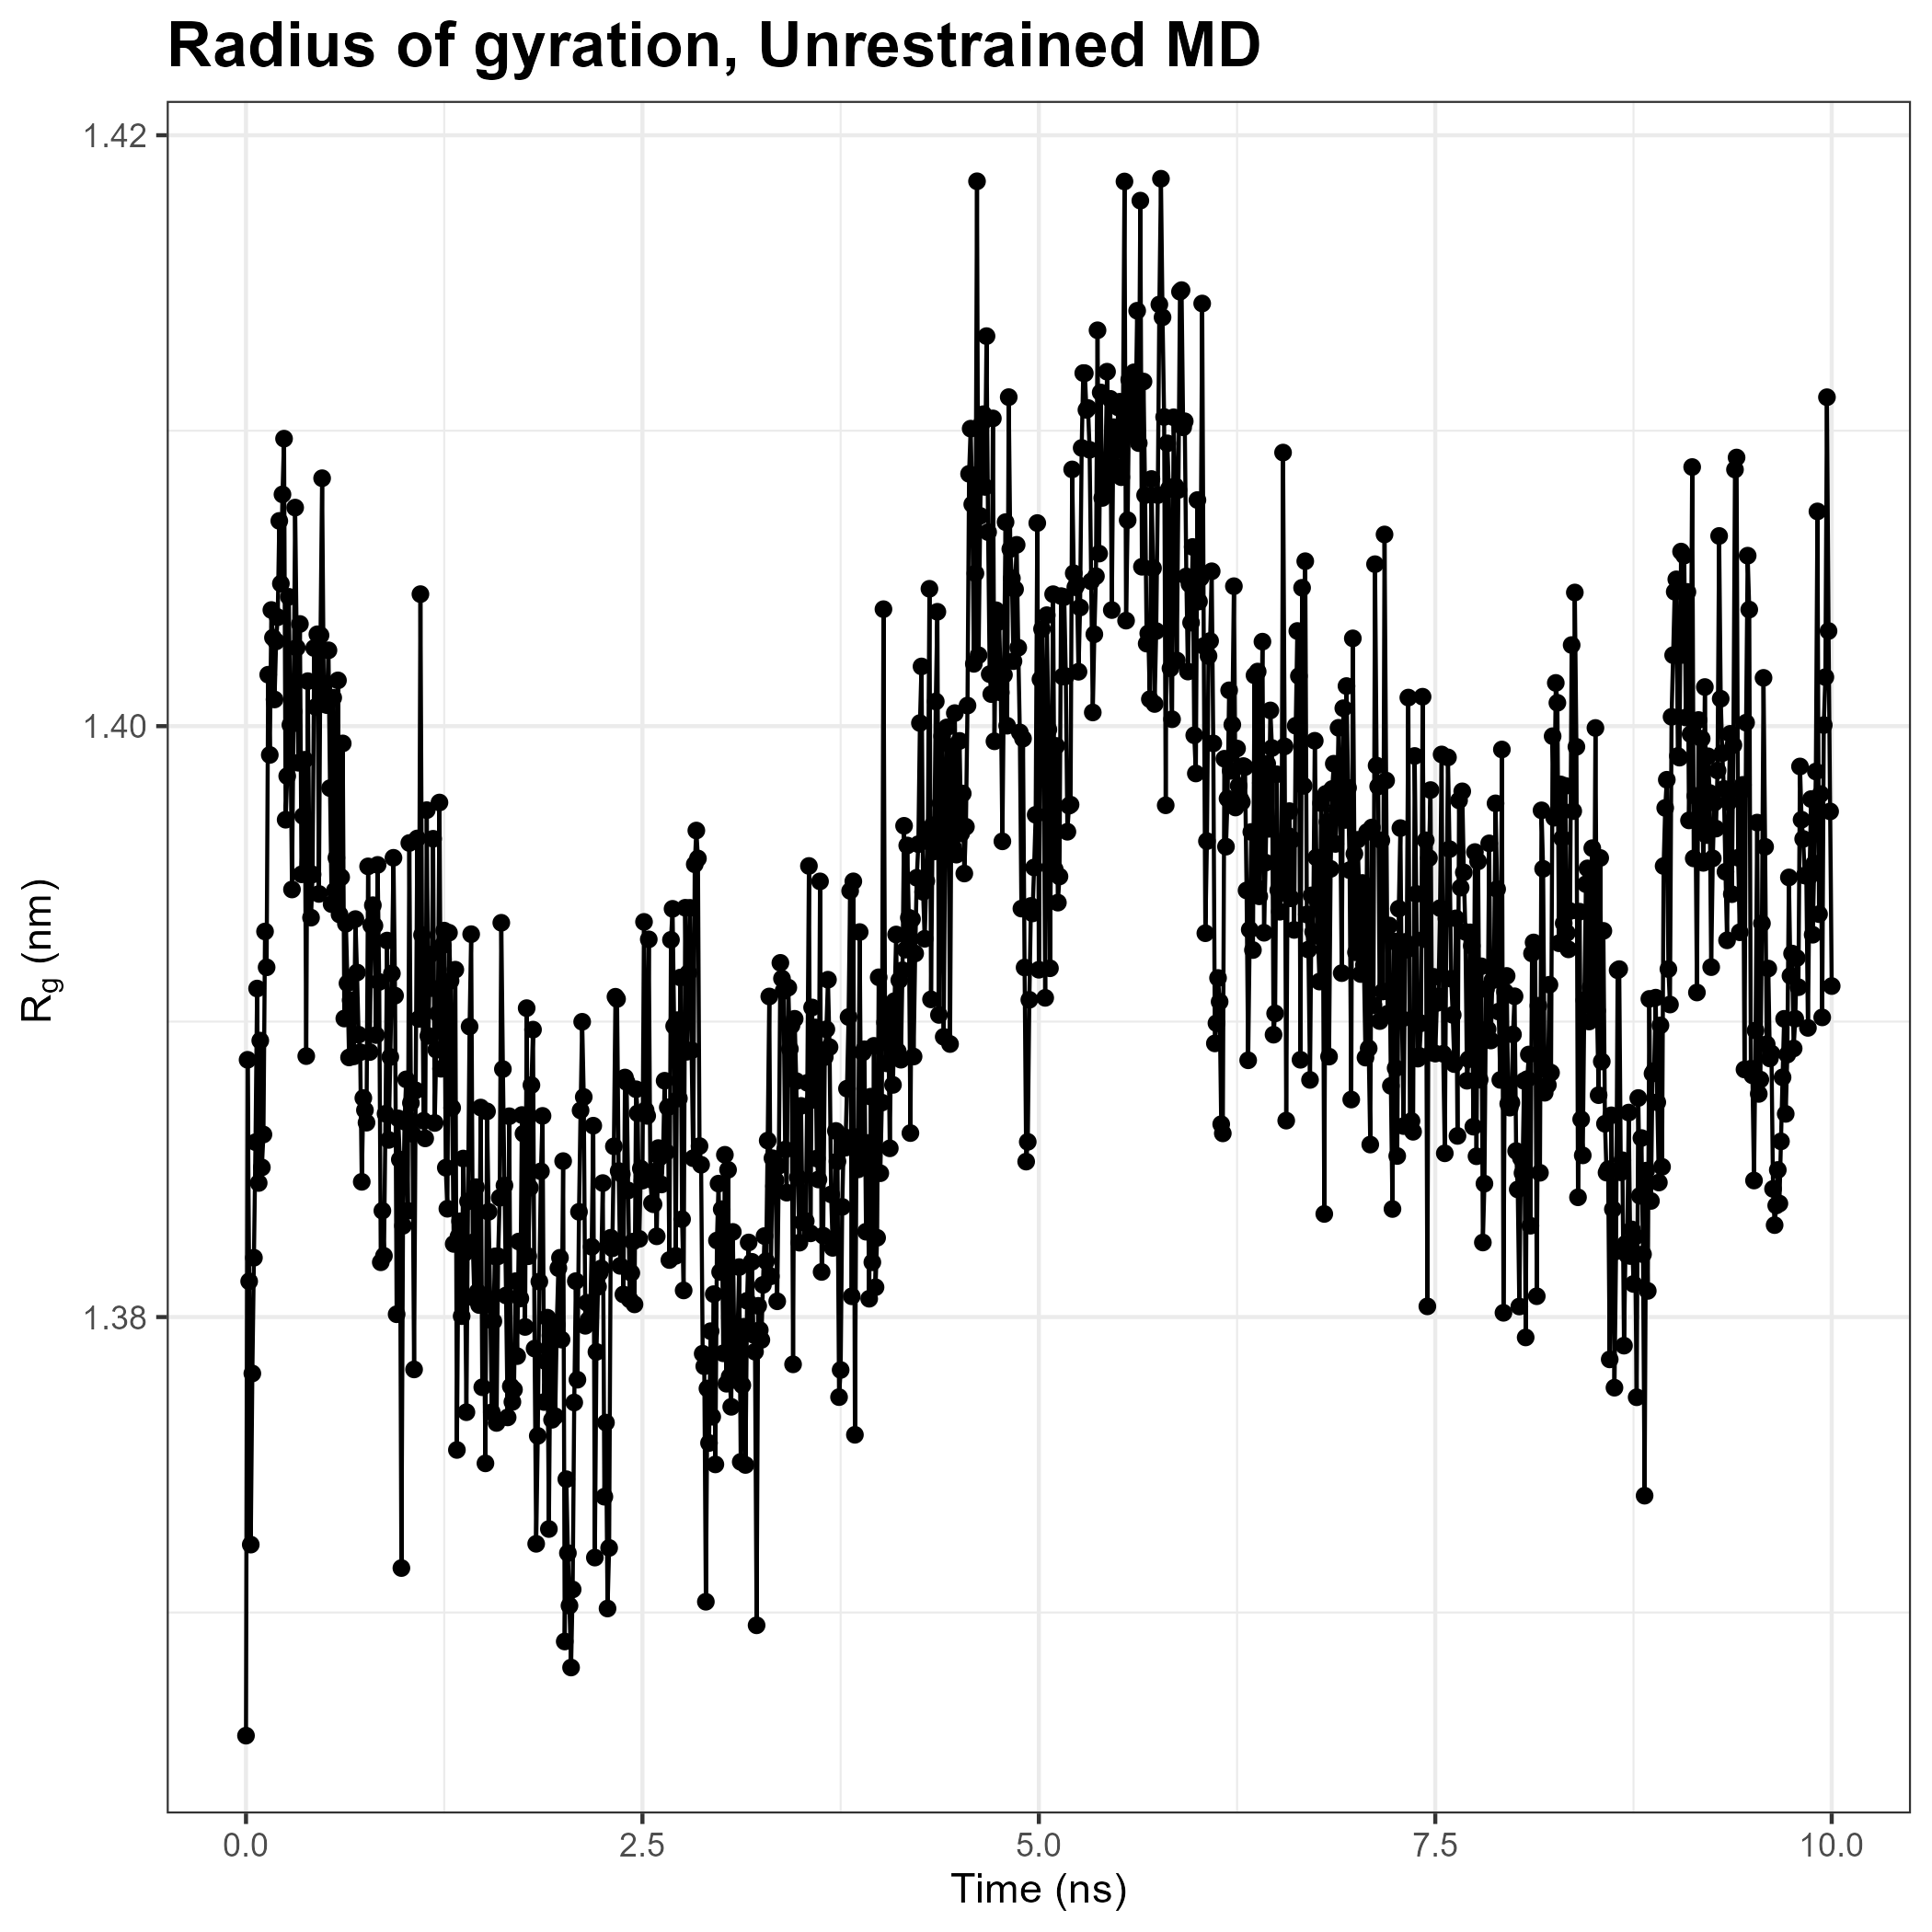 Radius of gyration, Unrestrained MD
1.42
1.40
1.38
Rg (nm)
0.0 2.5 5.0 7.5 10.0
Time (ns)